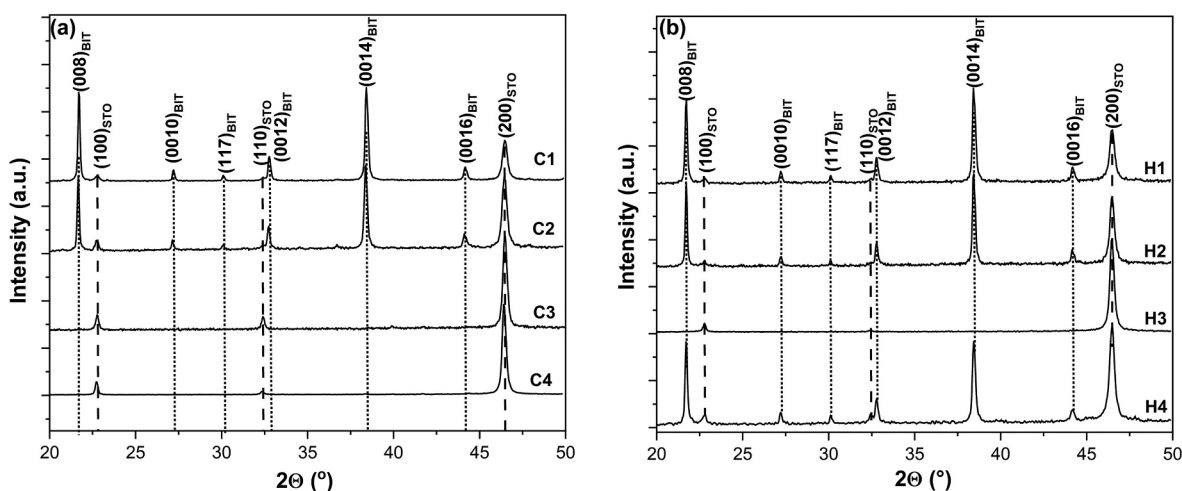 (a)
(008)BIT
(100)STO
(0010)BIT
(117)BIT
(110)STO
(0012)BIT
(0014)BIT
(0016)BIT
(200)STO
C1
C2
C3
C4
Intensity (a.u.)
20 25 30 35 40 45 50
2Θ (o)
(b)
(008)BIT
(100)STO
(0010)BIT
(117)BIT
(110)STO
(0012)BIT
(0014)BIT
(0016)BIT
(200)STO
H1
H2
H3
H4
Intensity (a.u.)
20 25 30 35 40 45 50
2Θ (°)